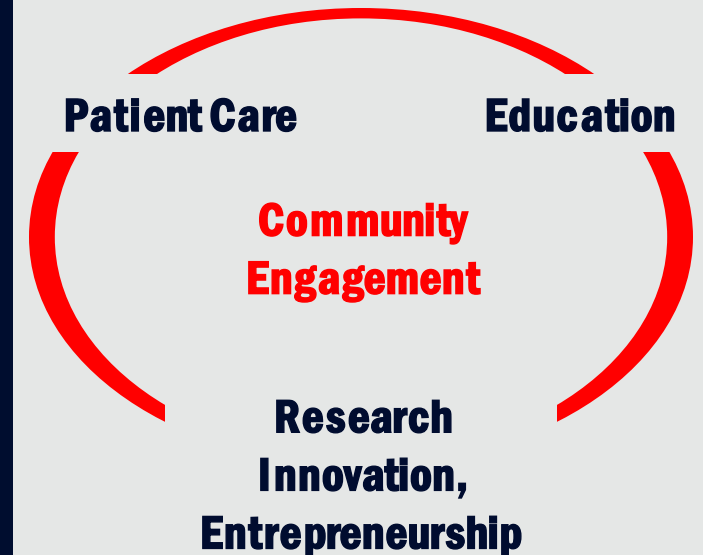 Patient Care
Education
Community
Engagement
Research
Innovation,
Entrepreneurship